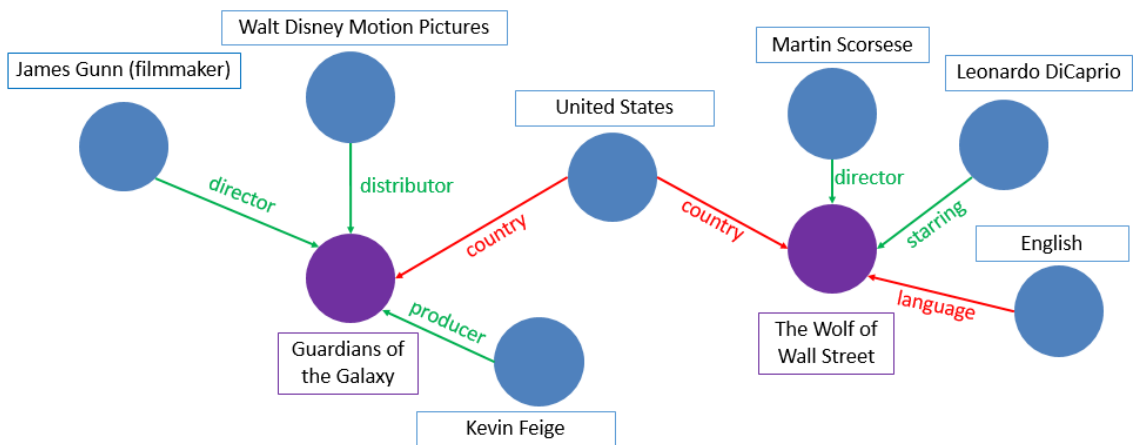 Walt Disney Motion Pictures
James Gunn (filmmaker)
Martin Scorsese
Leonardo DiCaprio
United States
director
distributor
country
country
director
starring
English
language
producer
Guardians of
the Galaxy
The Wolf of
Wall Street
Kevin Feige